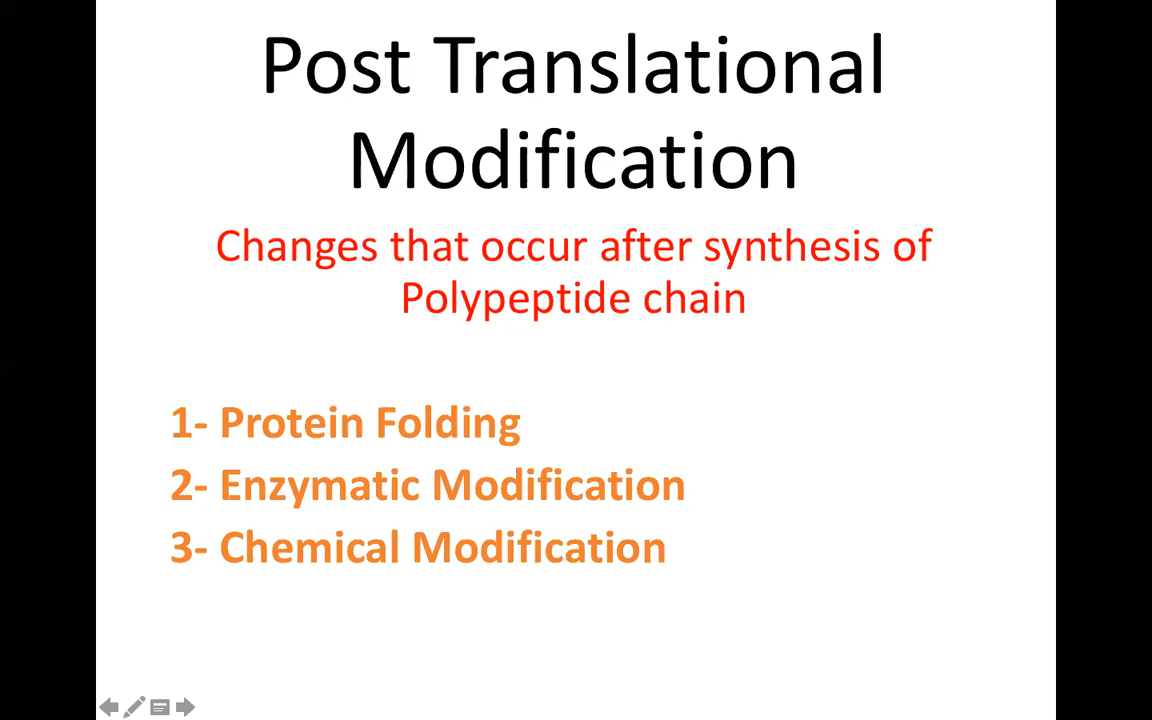 Post Translational
Modification
Changes that occur after synthesis of
Polypeptide chain
1- Protein Folding
2- Enzymatic Modification
3- Chemical Modification